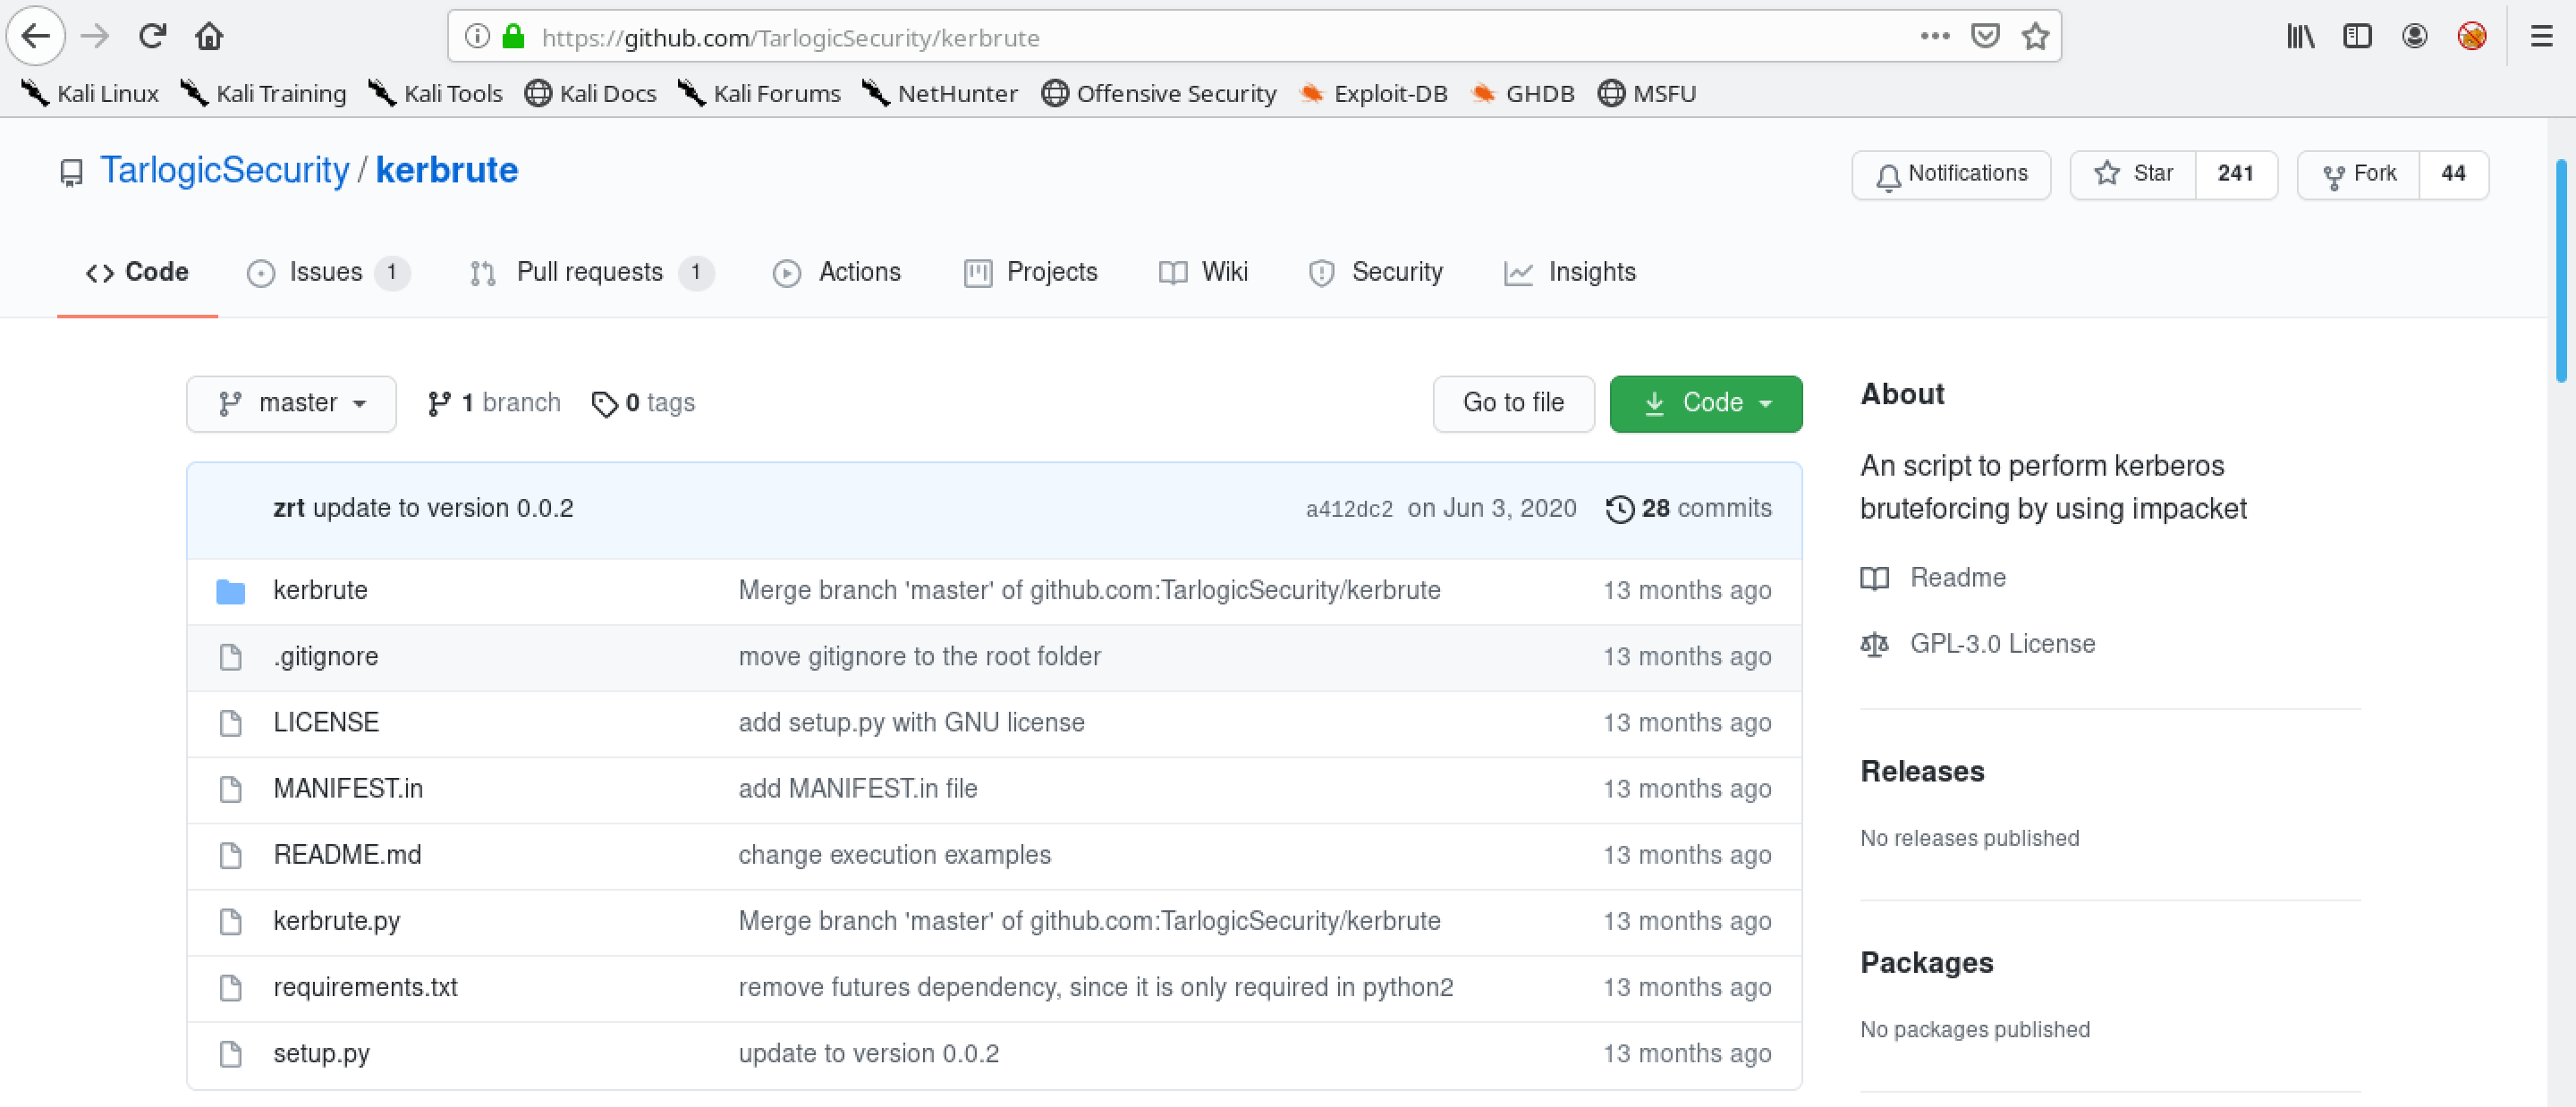 https://github.com/TarlogicSecurity/kerbrute
Kali Linux Kali Training Kali Tools Kali Docs Kali Forums NetHunter Offensive Security Exploit-DB GHDB MSFU
TarlogicSecurity / kerbrute
Notifications Star 241 Fork 44
Code Issues 1 Pull requests 1 Actions Projects Wiki Security Insights
master 1 branch 0 tags Go to file Code
zrt update to version 0.0.2 a412dc2 on Jun 3, 2020 28 commits
kerbrute Merge branch 'master' of github.com:TarlogicSecurity/kerbrute 13 months ago
.gitignore move gitignore to the root folder 13 months ago
LICENSE add setup.py with GNU license 13 months ago
MANIFEST.in add MANIFEST.in file 13 months ago
README.md change execution examples 13 months ago
kerbrute.py Merge branch 'master' of github.com:TarlogicSecurity/kerbrute 13 months ago
requirements.txt remove futures dependency, since it is only required in python2 13 months ago
setup.py update to version 0.0.2 13 months ago
About
An script to perform kerberos
bruteforcing by using impacket
Readme
GPL-3.0 License
Releases
No releases published
Packages
No packages published